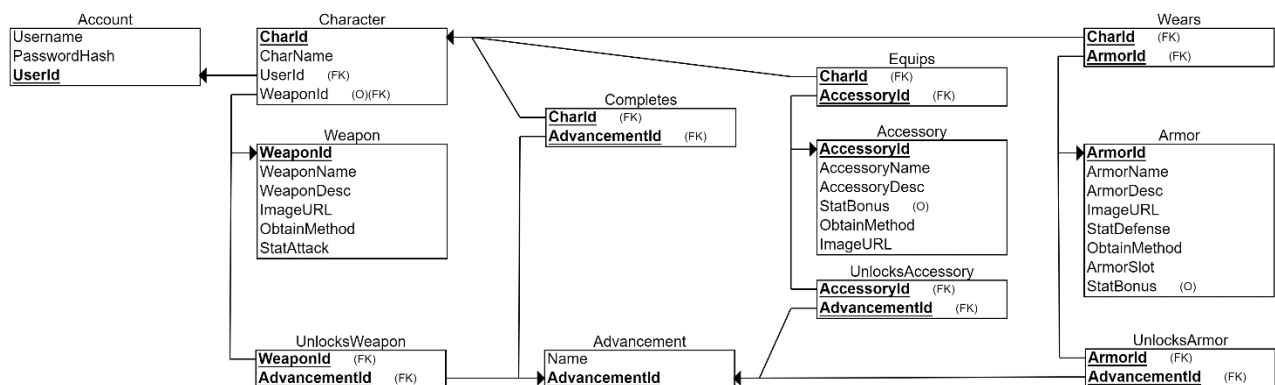 Account
Username
PasswordHash
UserId
Character
CharId
CharName
UserId (FK)
WeaponId (O)(FK)
Weapon
WeaponId
WeaponName
WeaponDesc
ImageURL
ObtainMethod
StatAttack
UnlocksWeapon
WeaponId (FK)
AdvancementId (FK)
Completes
CharId (FK)
AdvancementId (FK)
Advancement
Name
AdvancementId
Equips
CharId (FK)
AccessoryId (FK)
Accessory
AccessoryId
AccessoryName
AccessoryDesc
StatBonus (O)
ObtainMethod
ImageURL
UnlocksAccessory
AccessoryId (FK)
AdvancementId (FK)
Wears
CharId (FK)
ArmorId (FK)
Armor
ArmorId
ArmorName
ArmorDesc
ImageURL
StatDefense
ObtainMethod
ArmorSlot
StatBonus (O)
UnlocksArmor
ArmorId (FK)
AdvancementId (FK)